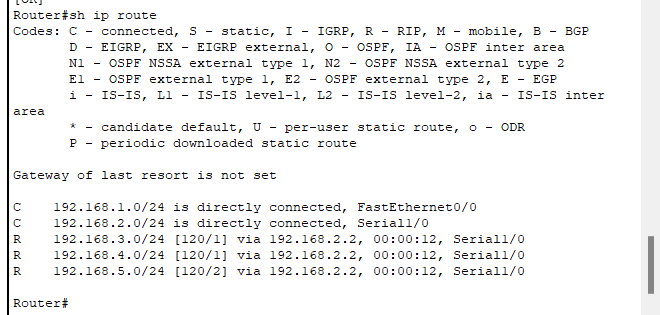 [OK]
Router#sh ip route
Codes: C - connected, S - static, I - IGRP, R - RIP, M - mobile, B - BGP
       D - EIGRP, EX - EIGRP external, O - OSPF, IA - OSPF inter area
       N1 - OSPF NSSA external type 1, N2 - OSPF NSSA external type 2
       E1 - OSPF external type 1, E2 - OSPF external type 2, E - EGP
       i - IS-IS, L1 - IS-IS level-1, L2 - IS-IS level-2, ia - IS-IS inter
area
       * - candidate default, U - per-user static route, o - ODR
       P - periodic downloaded static route
Gateway of last resort is not set
C    192.168.1.0/24 is directly connected, FastEthernet0/0
C    192.168.2.0/24 is directly connected, Serial1/0
R    192.168.3.0/24 [120/1] via 192.168.2.2, 00:00:12, Serial1/0
R    192.168.4.0/24 [120/1] via 192.168.2.2, 00:00:12, Serial1/0
R    192.168.5.0/24 [120/2] via 192.168.2.2, 00:00:12, Serial1/0
Router#